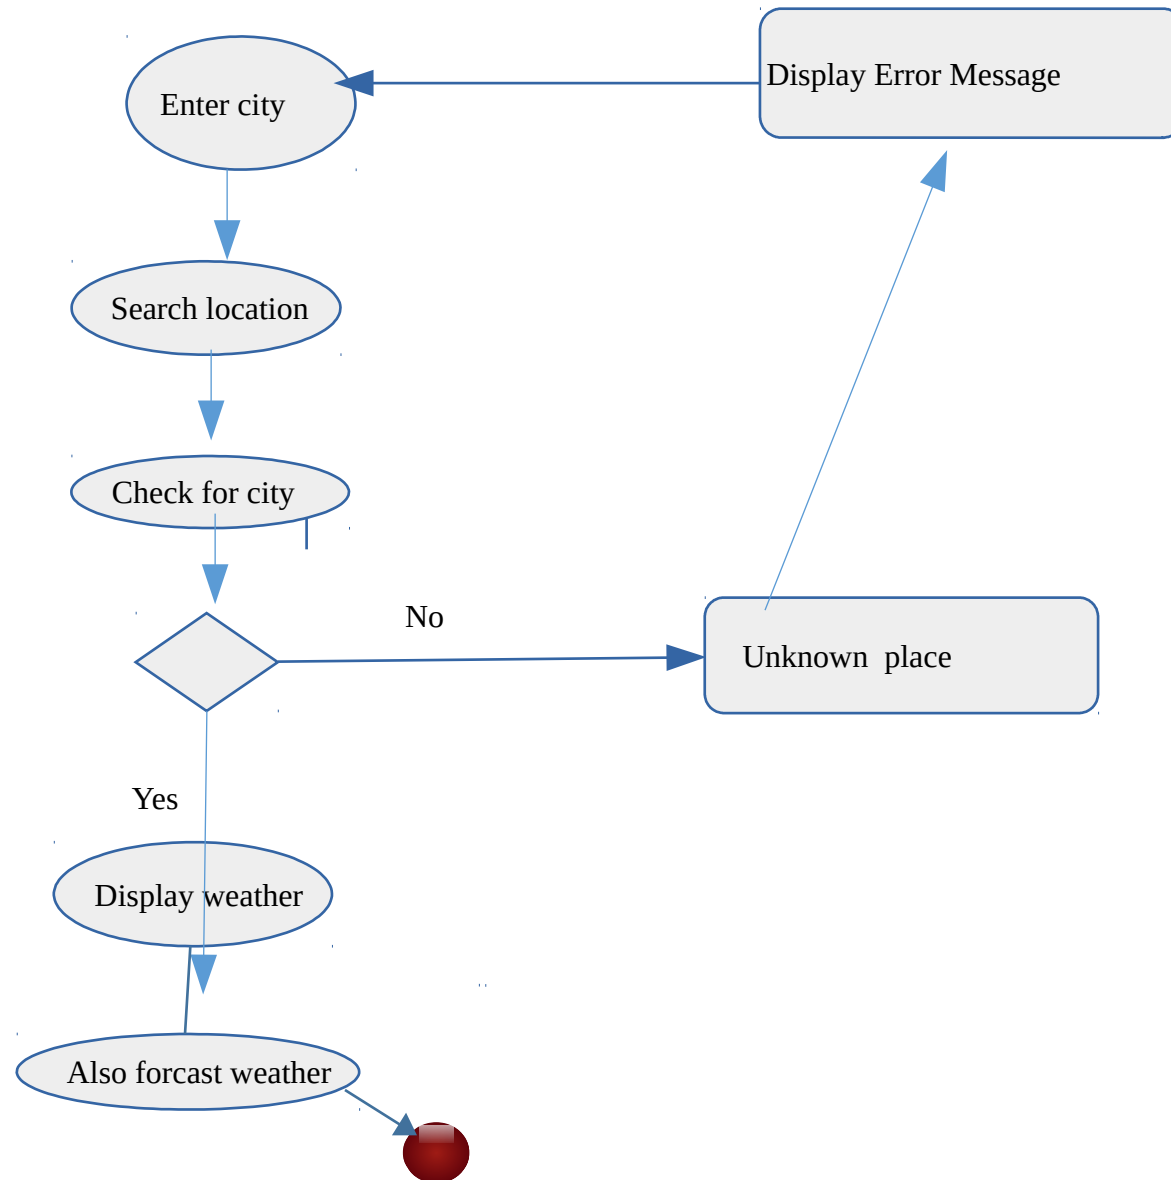 Enter city
Display Error Message
Search location
Check for city
No
Unknown  place
Yes
Display weather
Also forcast weather